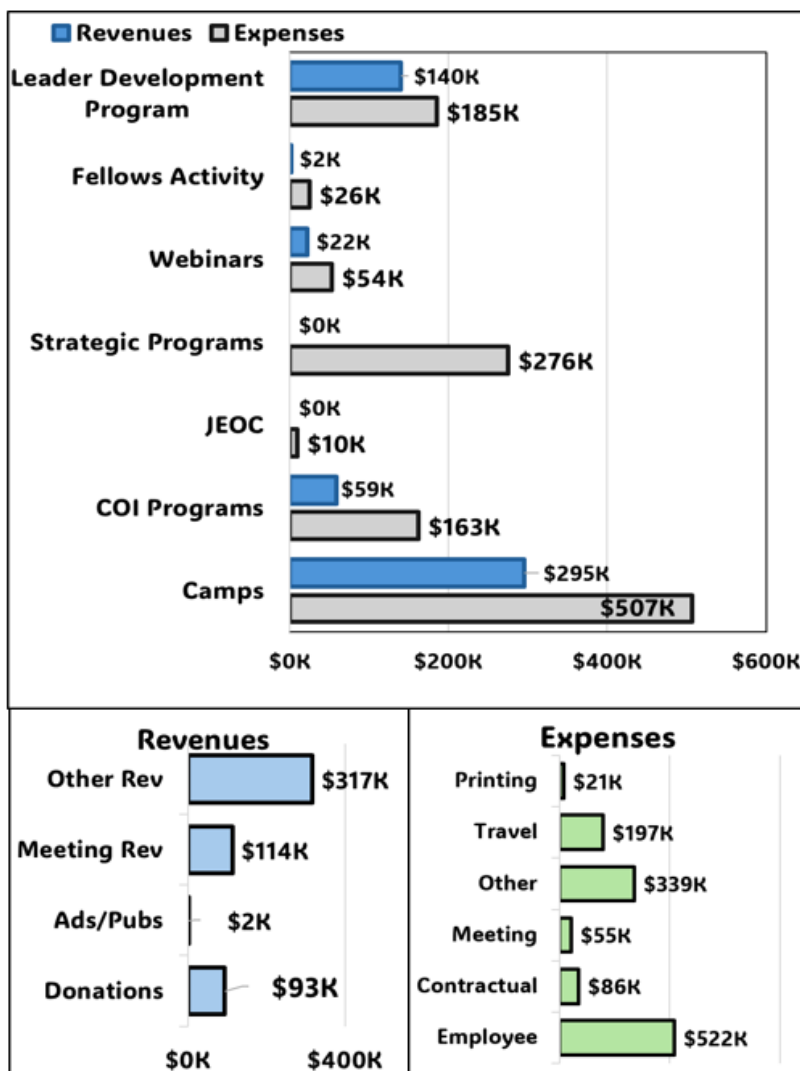 Revenues Expenses
Leader Development
Program
$140K
$185K
Fellows Activity
$2K
$26K
Webinars
$22K
$54K
Strategic Programs
$0K
$276K
JEOC
$0K
$10K
COI Programs
$59K
$163K
Camps
$295K
$507K
$0K $200K $400K $600K
Revenues
Other Rev $317K
Meeting Rev $114K
Ads/Pubs $2K
Donations $93K
$0K $400K
Expenses
Printing $21K
Travel $197K
Other $339K
Meeting $55K
Contractual $86K
Employee $522K